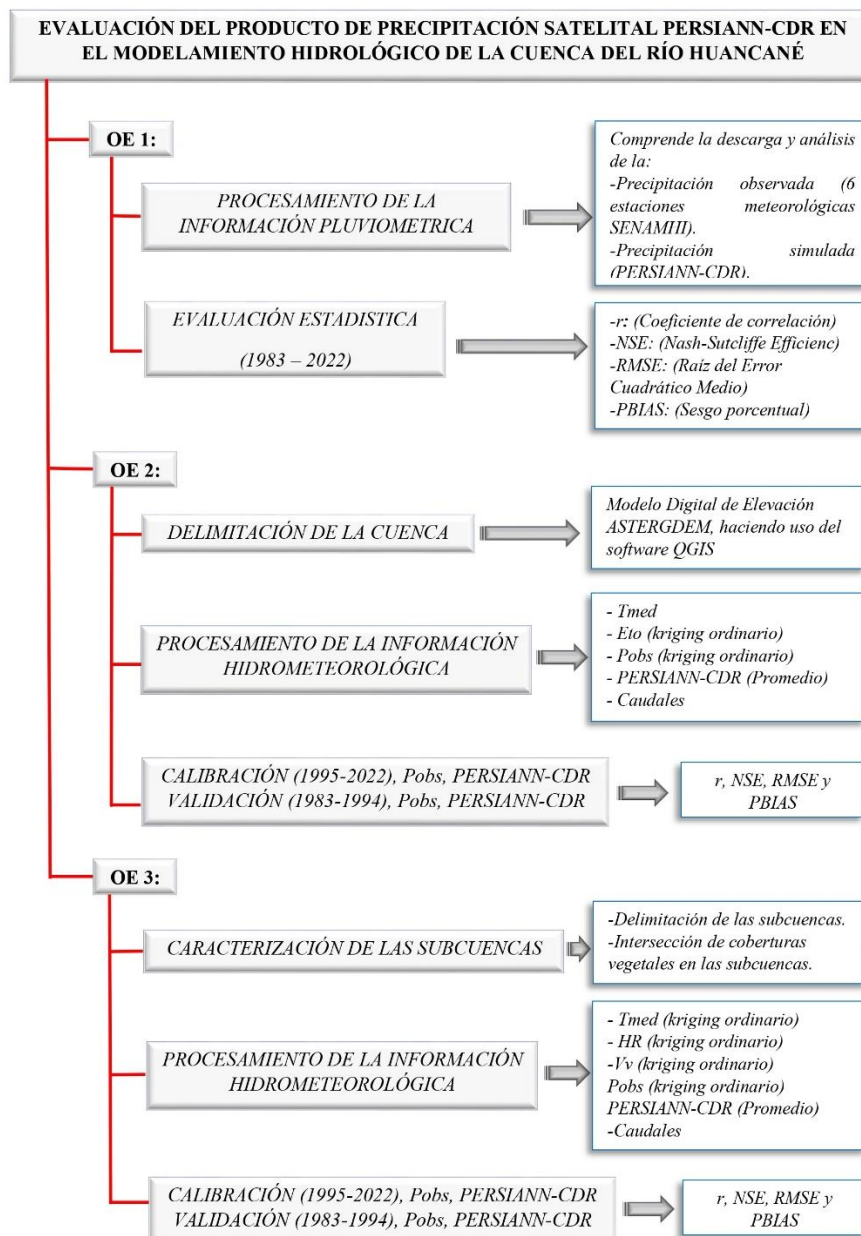 EVALUACIÓN DEL PRODUCTO DE PRECIPITACIÓN SATELITAL PERSIANN-CDR EN
EL MODELAMIENTO HIDROLÓGICO DE LA CUENCA DEL RÍO HUANCANÉ
OE 1:
PROCESAMIENTO DE LA
INFORMACIÓN PLUVIOMETRICA
Comprende la descarga y análisis
de la:
-Precipitación observada (6
estaciones meteorológicas
SENAMHI).
-Precipitación simulada
(PERSIANN-CDR).
EVALUACIÓN ESTADISTICA
(1983 – 2022)
-r: (Coeficiente de correlación)
-NSE: (Nash-Sutcliffe Efficienc)
-RMSE: (Raíz del Error
Cuadrático Medio)
-PBIAS: (Sesgo porcentual)
OE 2:
DELIMITACIÓN DE LA CUENCA
Modelo Digital de Elevación
ASTERGDEM, haciendo uso del
software QGIS
PROCESAMIENTO DE LA INFORMACIÓN
HIDROMETEOROLÓGICA
- Tmed
- Eto (kriging ordinario)
- Pobs (kriging ordinario)
- PERSIANN-CDR (Promedio)
- Caudales
CALIBRACIÓN (1995-2022), Pobs, PERSIANN-CDR
VALIDACIÓN (1983-1994), Pobs, PERSIANN-CDR
r, NSE, RMSE y
PBIAS
OE 3:
CARACTERIZACIÓN DE LAS SUBCUENCAS
-Delimitación de las subcuencas.
-Intersección de coberturas
vegetales en las subcuencas.
PROCESAMIENTO DE LA INFORMACIÓN
HIDROMETEOROLÓGICA
- Tmed (kriging ordinario)
- HR (kriging ordinario)
-Vv (kriging ordinario)
Pobs (kriging ordinario)
PERSIANN-CDR (Promedio)
-Caudales
CALIBRACIÓN (1995-2022), Pobs, PERSIANN-CDR
VALIDACIÓN (1983-1994), Pobs, PERSIANN-CDR
r, NSE, RMSE y
PBIAS